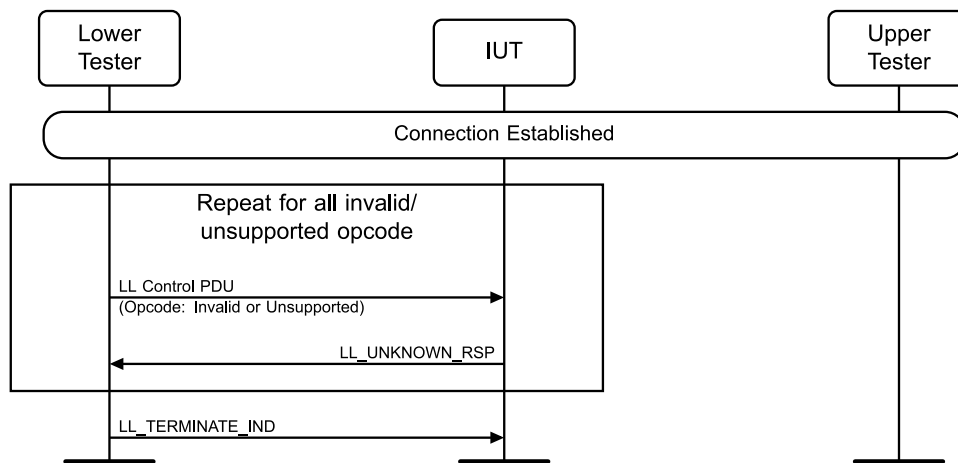 Lower
Tester
IUT
Upper
Tester
Connection Established
Repeat for all invalid/
unsupported opcode
LL Control PDU
(Opcode: Invalid or Unsupported)
LL_UNKNOWN_RSP
LL_TERMINATE_IND